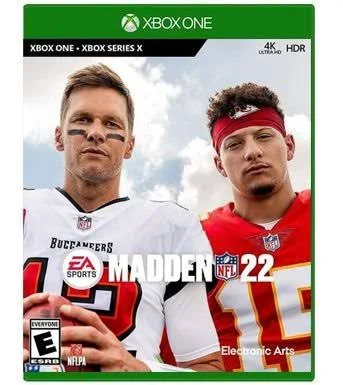 XBOX ONE
XBOX ONE • XBOX SERIES X
4K
ULTRA HD
HDR
BUCCANEERS
EA
SPORTS
MADDEN NFL 22
EVERYONE
E
ESRB
NFLPA
Electronic Arts